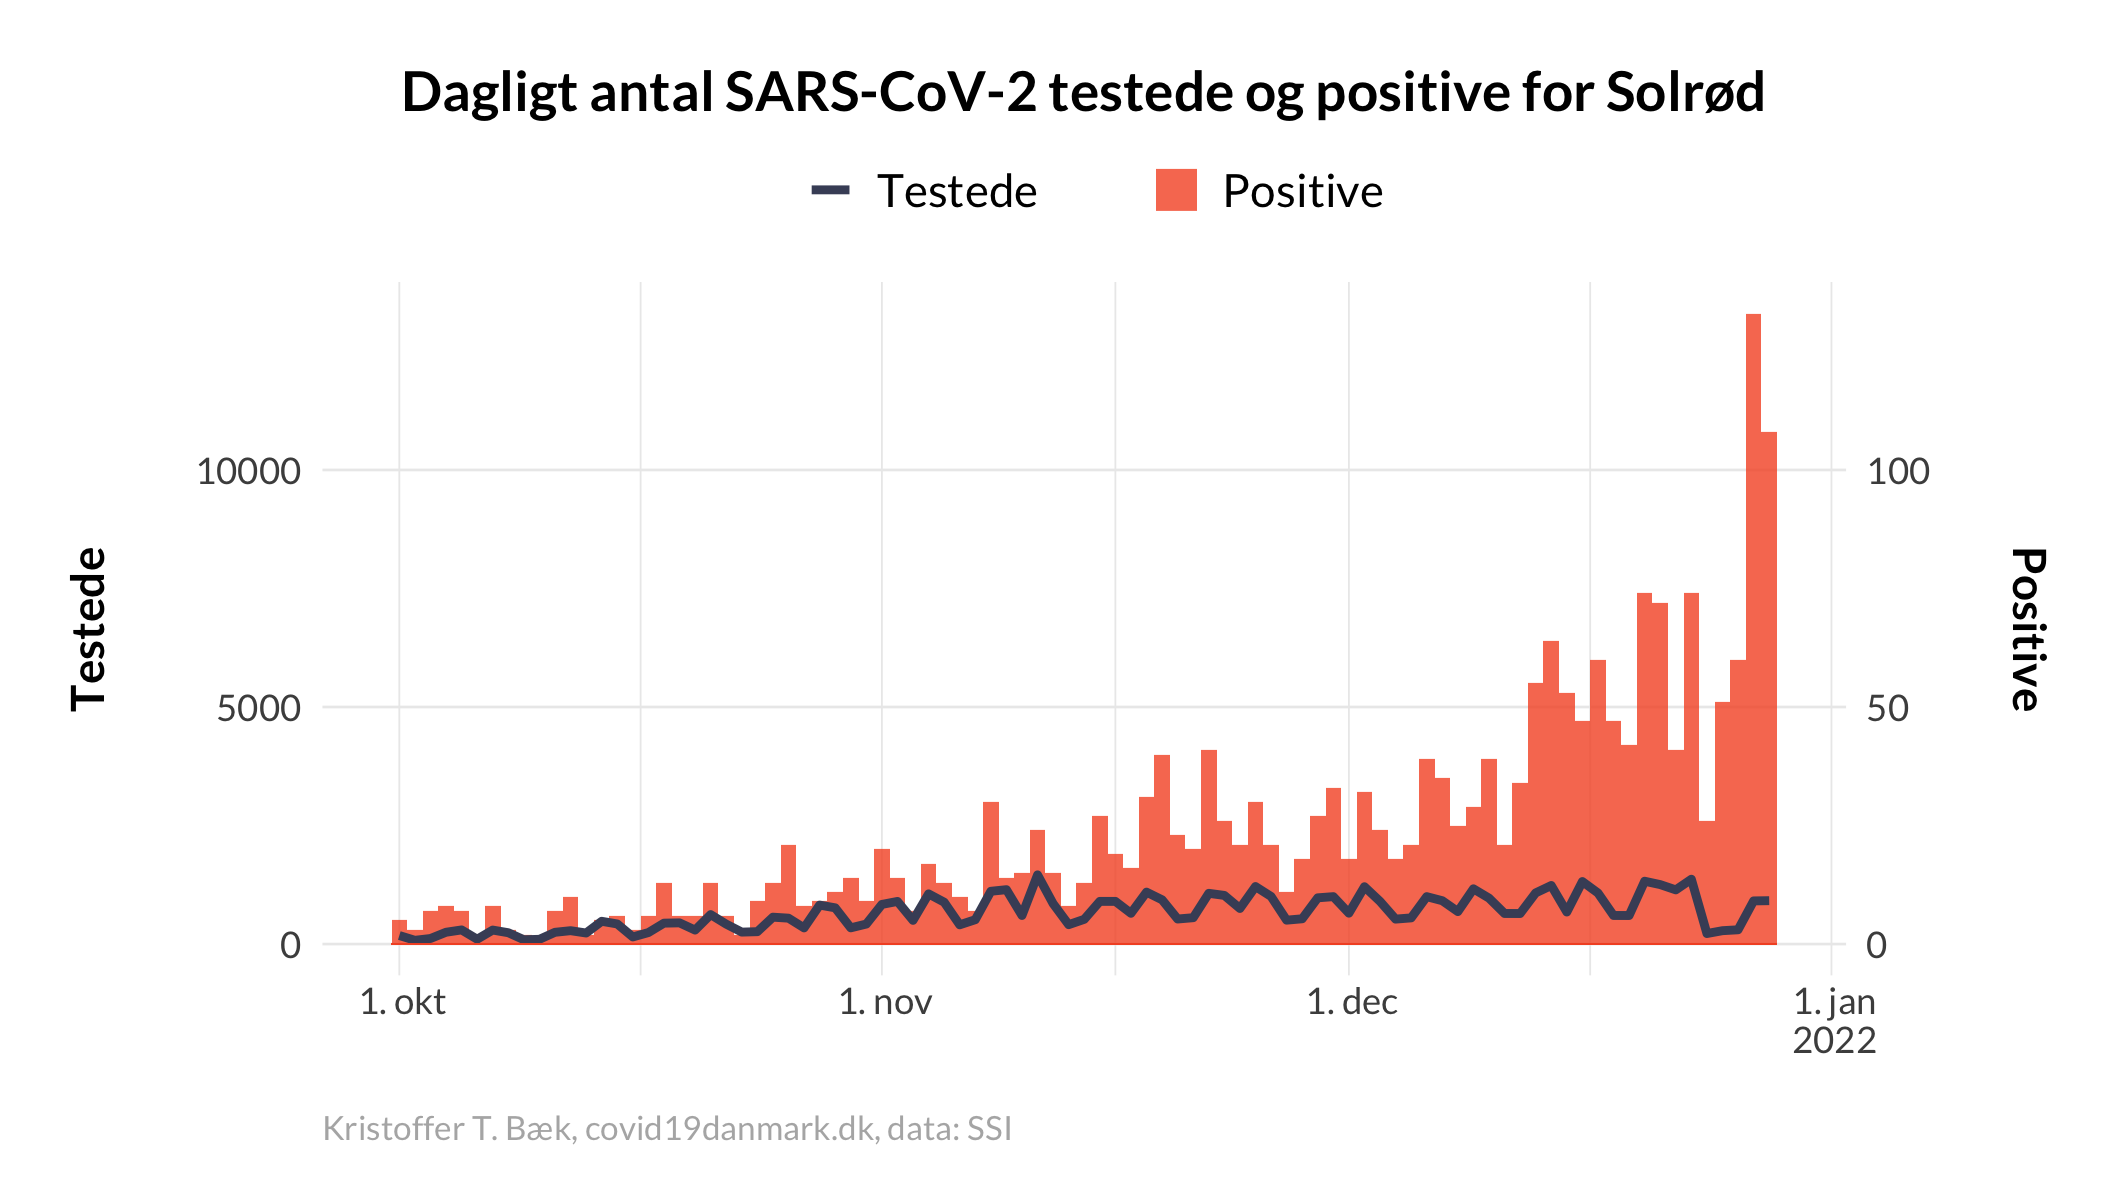 Dagligt antal SARS-CoV-2 testede og positive for Solrød
Testede Positive
10000
5000
0
Testede
100
50
0
Positive
1. okt 1. nov 1. dec 1. jan
2022
Kristoffer T. Bæk, covid19danmark.dk, data: SSI